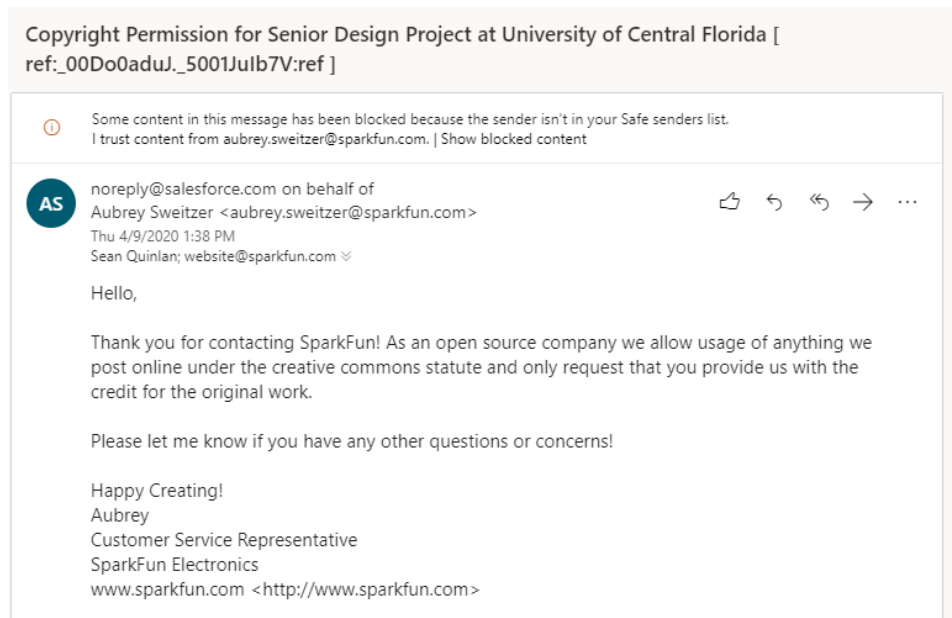 Copyright Permission for Senior Design Project at University of Central Florida [
ref:_00Do0aduJ._5001JuIb7V:ref ]
Some content in this message has been blocked because the sender isn't in your Safe senders list.
I trust content from aubrey.sweitzer@sparkfun.com. | Show blocked content
AS
noreply@salesforce.com on behalf of
Aubrey Sweitzer <aubrey.sweitzer@sparkfun.com>
Thu 4/9/2020 1:38 PM
Sean Quinlan; website@sparkfun.com
Hello,
Thank you for contacting SparkFun! As an open source company we allow usage of anything we
post online under the creative commons statute and only request that you provide us with the
credit for the original work.
Please let me know if you have any other questions or concerns!
Happy Creating!
Aubrey
Customer Service Representative
SparkFun Electronics
www.sparkfun.com <http://www.sparkfun.com>